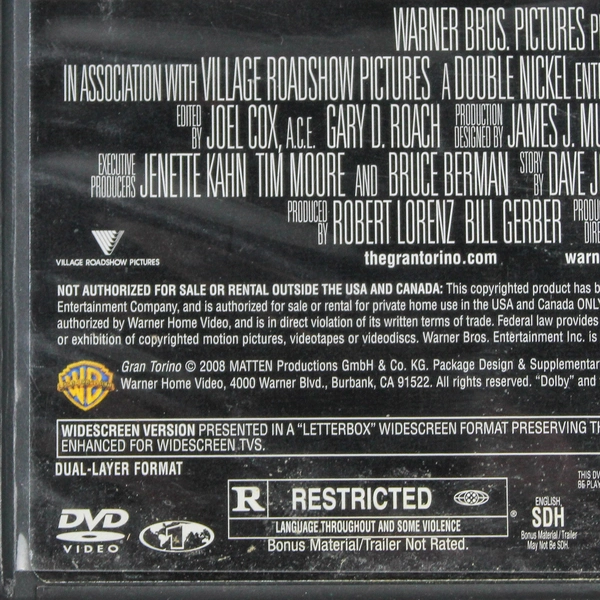 WARNER BROS. PICTURES
IN ASSOCIATION WITH VILLAGE ROADSHOW PICTURES A DOUBLE NICKEL
EDITED BY JOEL COX, A.C.E. GARY D. ROACH PRODUCTION DESIGNED BY JAMES J.
EXECUTIVE PRODUCERS JENETTE KAHN TIM MOORE AND BRUCE BERMAN STORY BY DAVE
PRODUCED BY ROBERT LORENZ BILL GERBER
VILLAGE ROADSHOW PICTURES
thegrantorino.com
NOT AUTHORIZED FOR SALE OR RENTAL OUTSIDE THE USA AND CANADA: This copyrighted product has
Entertainment Company, and is authorized for sale or rental for private home use in the USA and Canada ONLY
authorized by Warner Home Video, and is in direct violation of its written terms of trade. Federal law provides
or exhibition of copyrighted motion pictures, videotapes or videodiscs. Warner Bros. Entertainment Inc. is
WB
Gran Torino © 2008 MATTEN Productions GmbH & Co. KG. Package Design & Supplementar
Warner Home Video, 4000 Warner Blvd., Burbank, CA 91522. All rights reserved. “Dolby” and
WIDESCREEN VERSION PRESENTED IN A “LETTERBOX” WIDESCREEN FORMAT PRESERVING
ENHANCED FOR WIDESCREEN TVS.
DUAL-LAYER FORMAT
THIS DV
BE PLAY
R RESTRICTED ®
LANGUAGE THROUGHOUT AND SOME VIOLENCE
Bonus Material/Trailer Not Rated.
DVD
VIDEO
1
ENGLISH
SDH
Bonus Material/Trailer
May Not Be SDH.